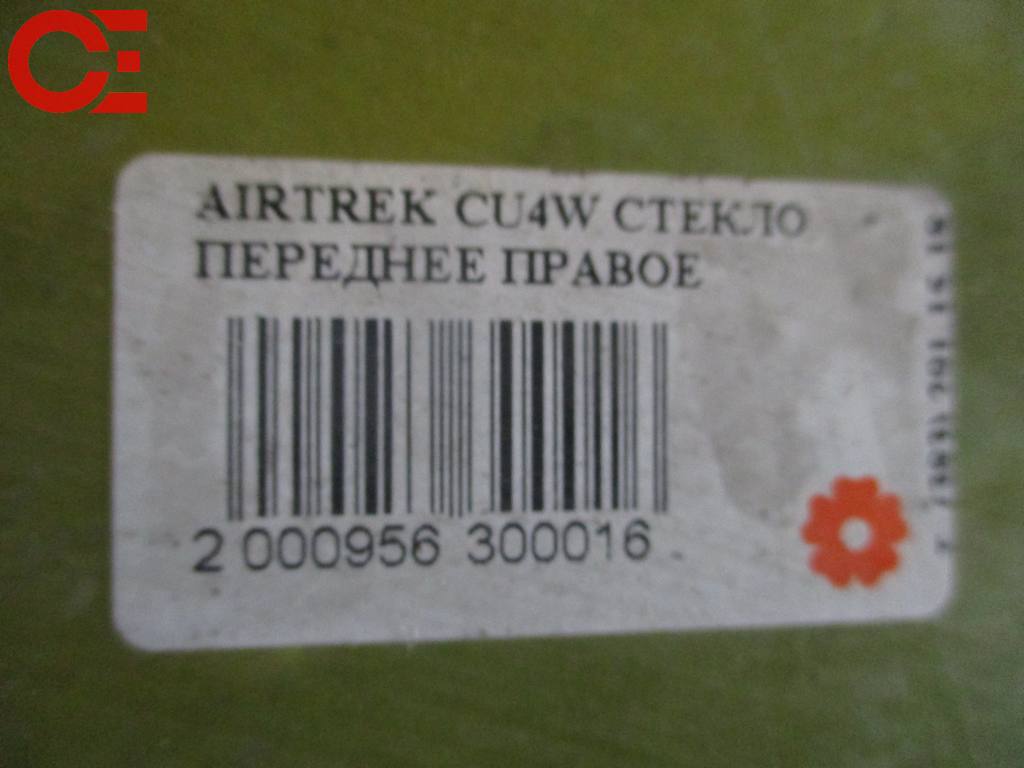 AIRTREK CU4W СТЕКЛО
ПЕРЕДНЕЕ ПРАВОЕ
2 000956 300016